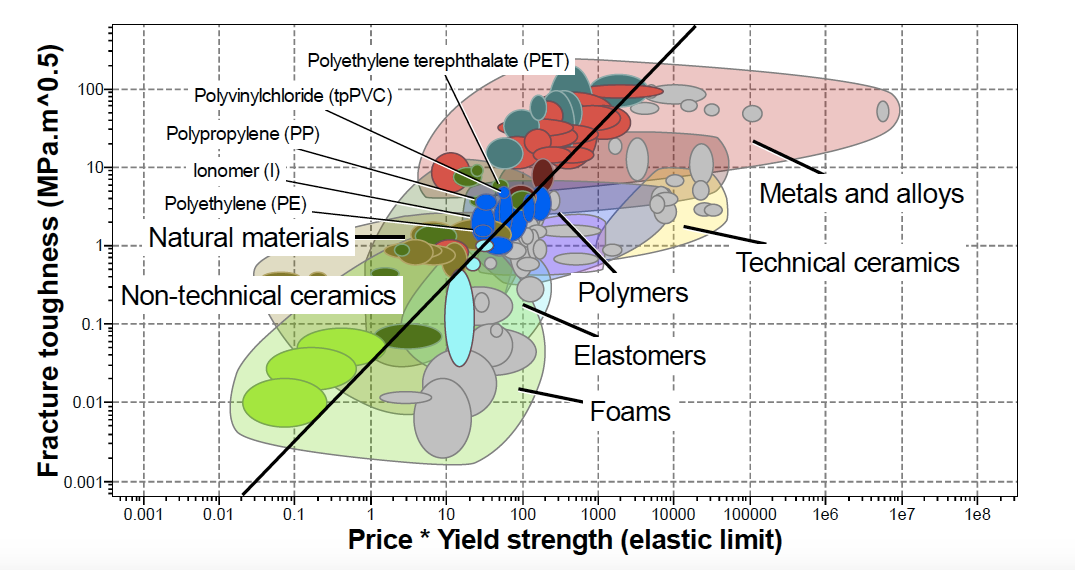 Fracture toughness (MPa.m^0.5)
100
10
1
0.1
0.01
0.001
Polyethylene terephthalate (PET)
Polyvinylchloride (tpPVC)
Polypropylene (PP)
Ionomer (I)
Polyethylene (PE)
Natural materials
Non-technical ceramics
Metals and alloys
Technical ceramics
Polymers
Elastomers
Foams
0.001 0.01 0.1 1 10 100 1000 10000 100000 1e6 1e7 1e8
Price * Yield strength (elastic limit)